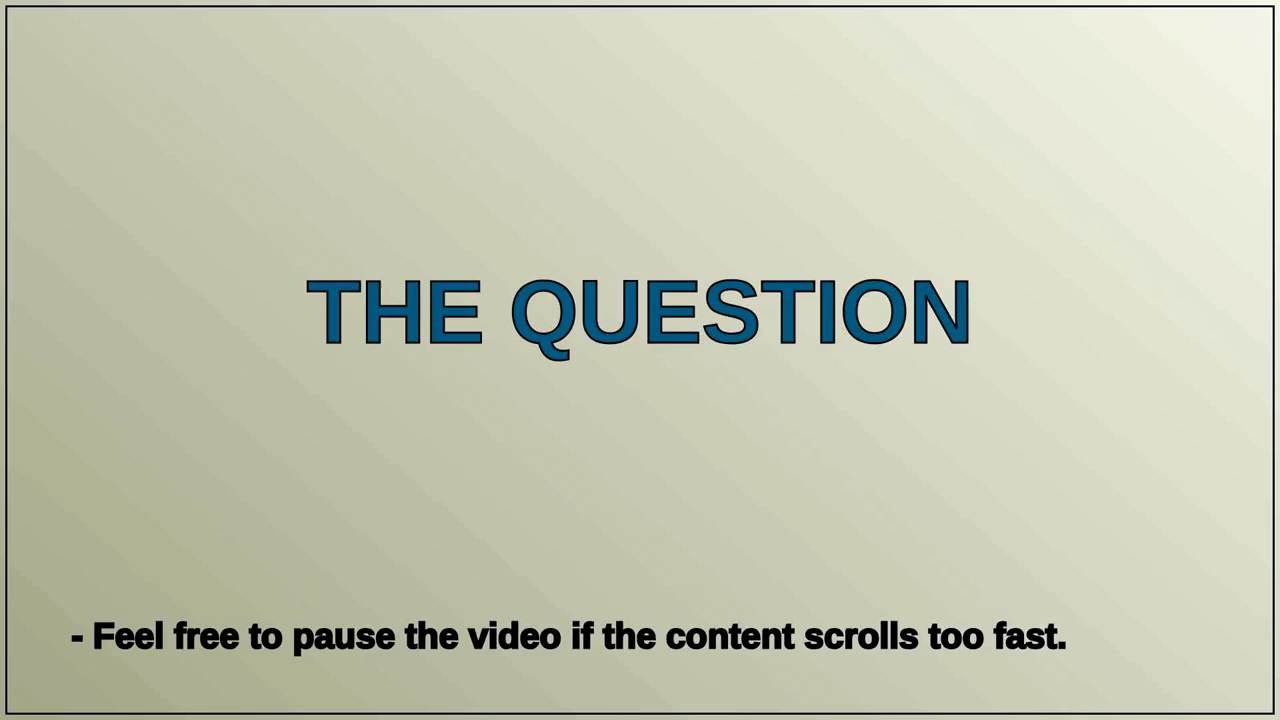 THE QUESTION
- Feel free to pause the video if the content scrolls too fast.